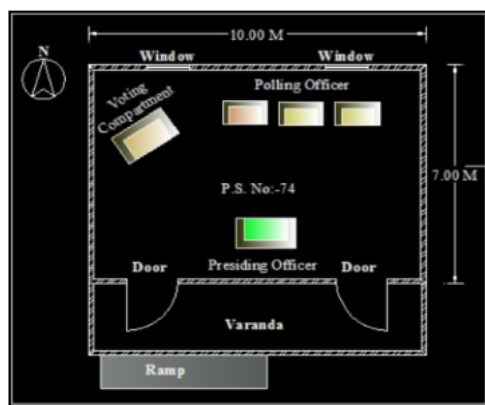 10.00 M
N
Window
Window
Voting
Compartment
Polling Officer
7.00 M
P.S. No:-74
Door
Presiding Officer
Door
Varanda
Ramp